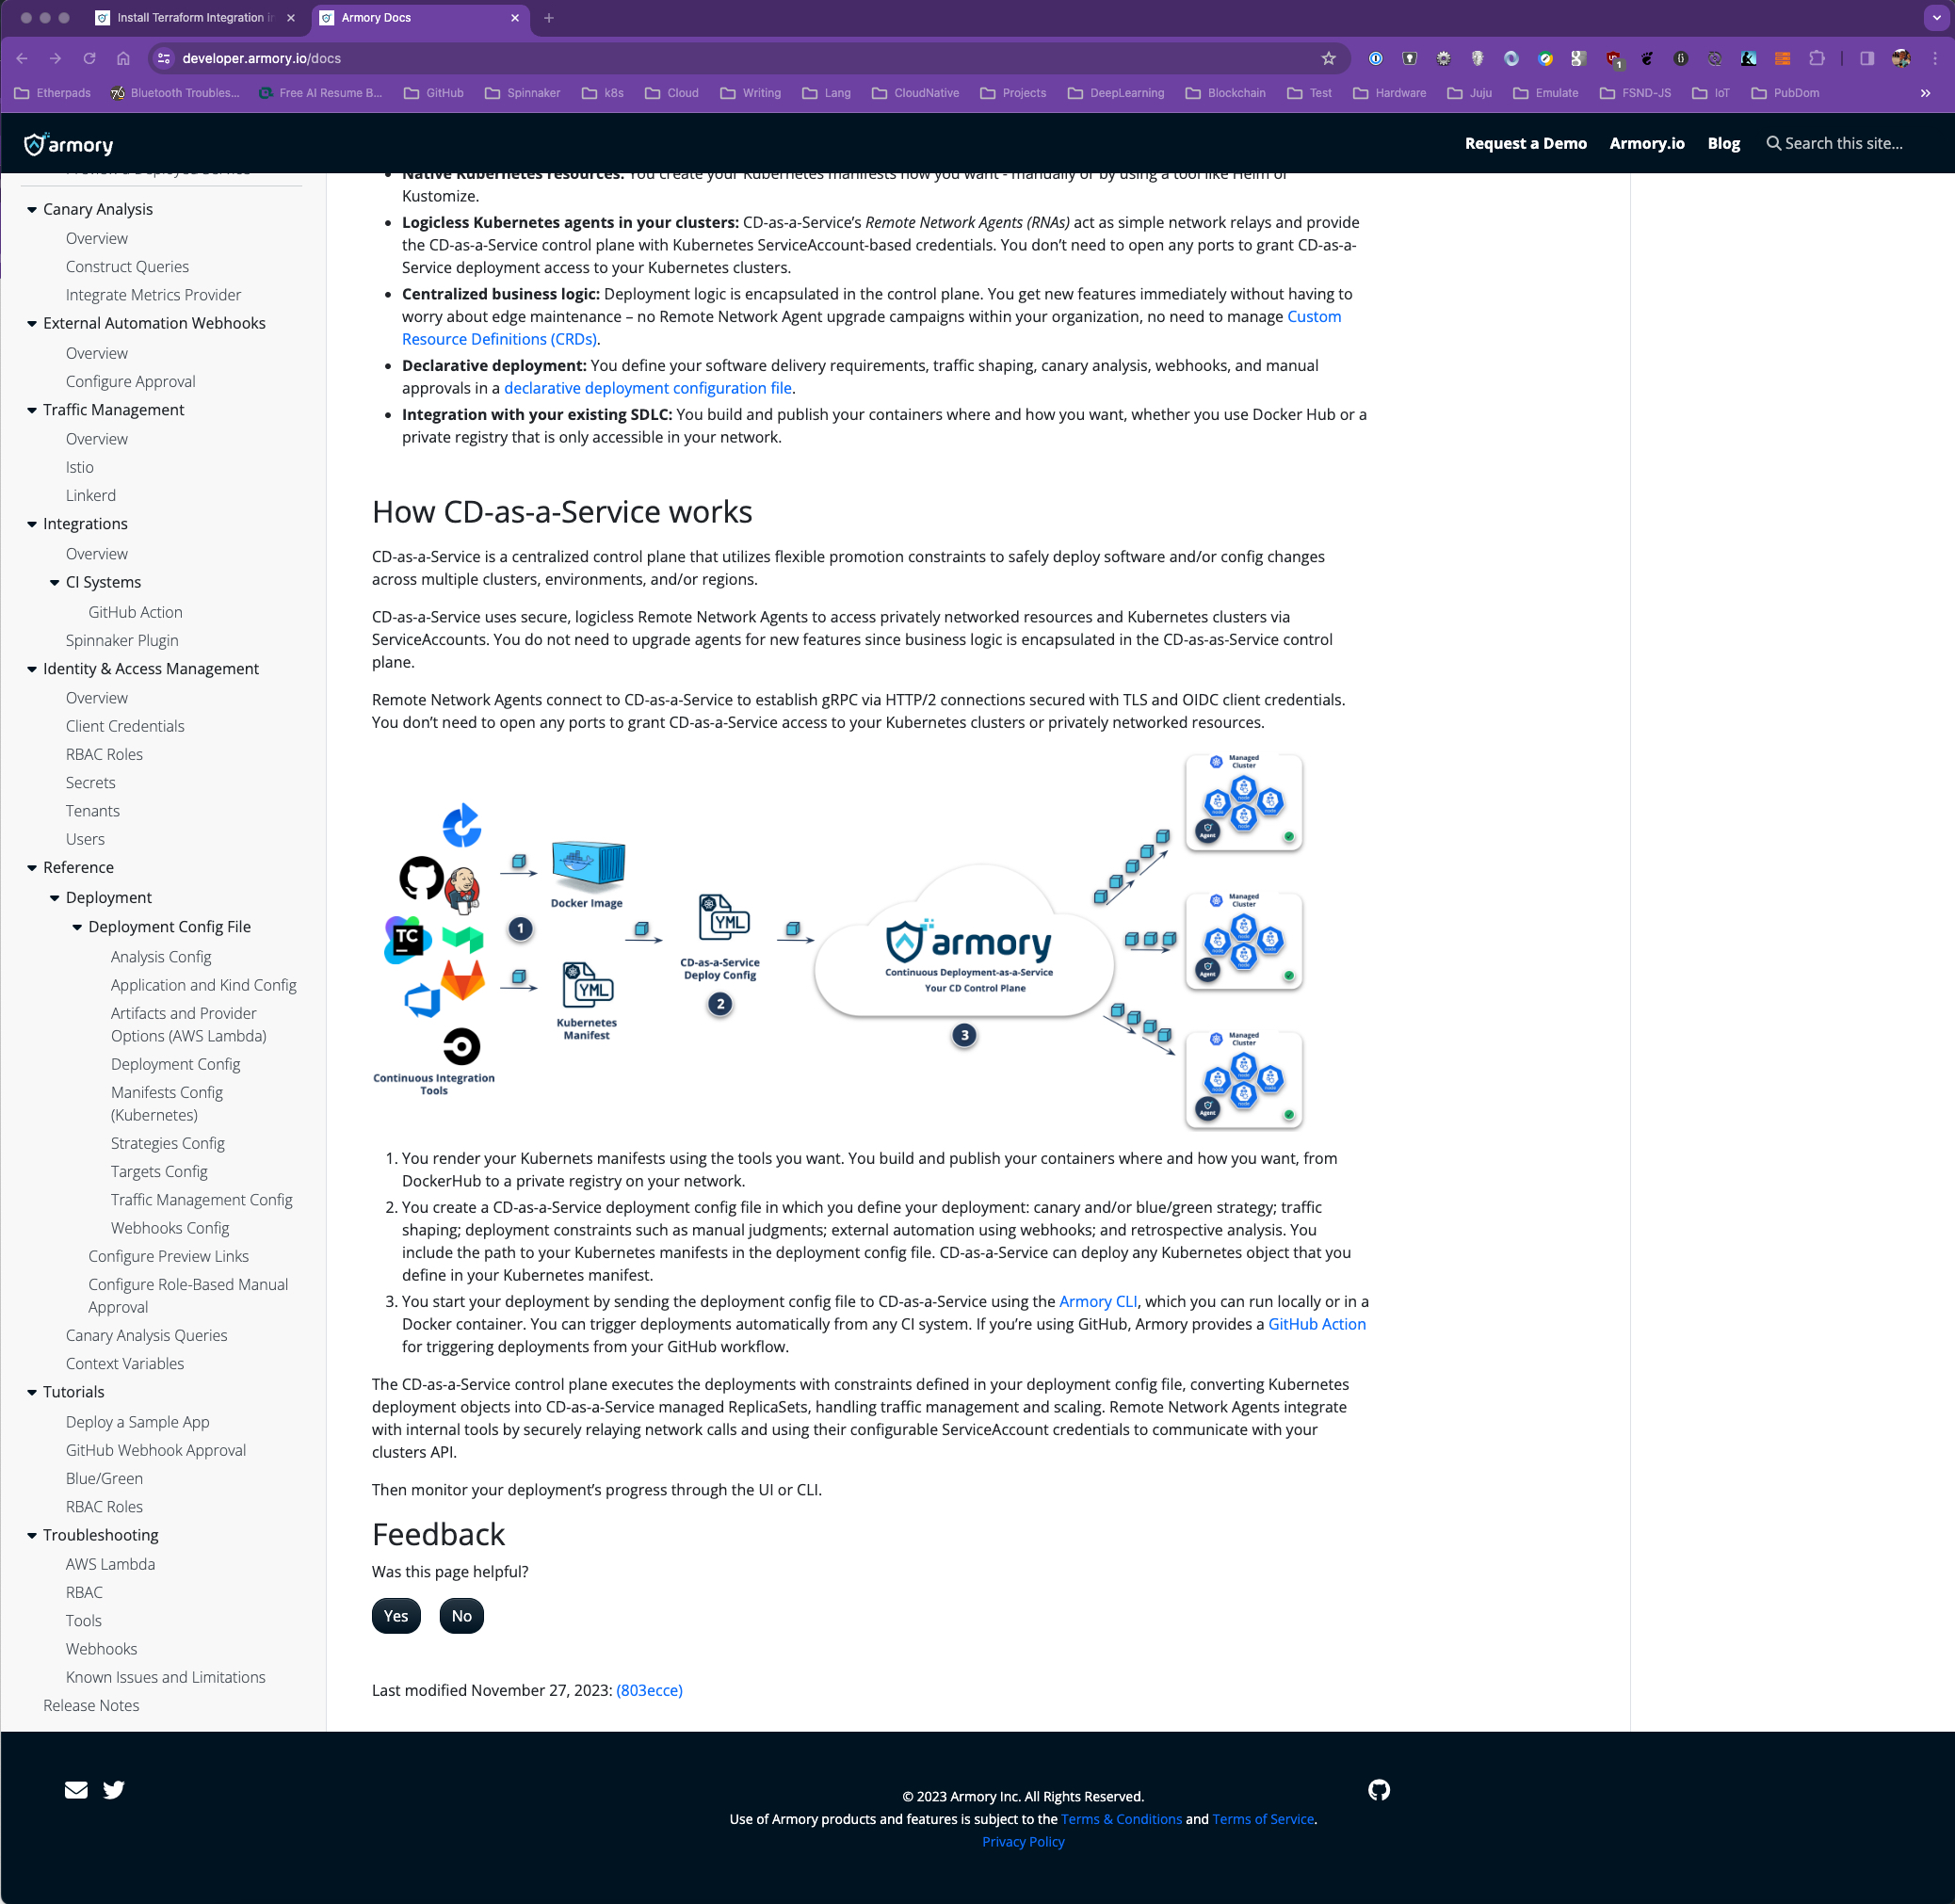 Install Terraform Integration in
Armory Docs
developer.armory.io/docs
Etherpads
Bluetooth Troubles...
Free AI Resume B...
GitHub
Spinnaker
k8s
Cloud
Writing
Lang
CloudNative
Projects
DeepLearning
Blockchain
Test
Hardware
Juju
Emulate
FSND-JS
IoT
PubDom
armory
Request a Demo
Armory.io
Blog
Search this site...
Canary Analysis
Overview
Construct Queries
Integrate Metrics Provider
External Automation Webhooks
Overview
Configure Approval
Traffic Management
Overview
Istio
Linkerd
Integrations
Overview
CI Systems
GitHub Action
Spinnaker Plugin
Identity & Access Management
Overview
Client Credentials
RBAC Roles
Secrets
Tenants
Users
Reference
Deployment
Deployment Config File
Analysis Config
Application and Kind Config
Artifacts and Provider
Options (AWS Lambda)
Deployment Config
Manifests Config
(Kubernetes)
Strategies Config
Targets Config
Traffic Management Config
Webhooks Config
Configure Preview Links
Configure Role-Based Manual
Approval
Canary Analysis Queries
Context Variables
Tutorials
Deploy a Sample App
GitHub Webhook Approval
Blue/Green
RBAC Roles
Troubleshooting
AWS Lambda
RBAC
Tools
Webhooks
Known Issues and Limitations
Release Notes
Native Kubernetes resources: You create your Kubernetes manifests how you want - manually or by using a tool like Helm or
Kustomize.
Logicless Kubernetes agents in your clusters: CD-as-a-Service’s Remote Network Agents (RNAs) act as simple network relays and provide
the CD-as-a-Service control plane with Kubernetes ServiceAccount-based credentials. You don’t need to open any ports to grant CD-as-a-
Service deployment access to your Kubernetes clusters.
Centralized business logic: Deployment logic is encapsulated in the control plane. You get new features immediately without having to
worry about edge maintenance – no Remote Network Agent upgrade campaigns within your organization, no need to manage Custom
Resource Definitions (CRDs).
Declarative deployment: You define your software delivery requirements, traffic shaping, canary analysis, webhooks, and manual
approvals in a declarative deployment configuration file.
Integration with your existing SDLC: You build and publish your containers where and how you want, whether you use Docker Hub or a
private registry that is only accessible in your network.
How CD-as-a-Service works
CD-as-a-Service is a centralized control plane that utilizes flexible promotion constraints to safely deploy software and/or config changes
across multiple clusters, environments, and/or regions.
CD-as-a-Service uses secure, logicless Remote Network Agents to access privately networked resources and Kubernetes clusters via
ServiceAccounts. You do not need to upgrade agents for new features since business logic is encapsulated in the CD-as-as-Service control
plane.
Remote Network Agents connect to CD-as-a-Service to establish gRPC via HTTP/2 connections secured with TLS and OIDC client credentials.
You don’t need to open any ports to grant CD-as-a-Service access to your Kubernetes clusters or privately networked resources.
TC
Continuous Integration
Tools
1
Docker Image
YML
Kubernetes
Manifest
YML
CD-as-a-Service
Deploy Config
2
armory
Continuous Deployment-as-a-Service
Your CD Control Plane
3
Managed
Cluster
Agent
Managed
Cluster
Agent
Managed
Cluster
Agent
1. You render your Kubernets manifests using the tools you want. You build and publish your containers where and how you want, from
DockerHub to a private registry on your network.
2. You create a CD-as-a-Service deployment config file in which you define your deployment: canary and/or blue/green strategy; traffic
shaping; deployment constraints such as manual judgments; external automation using webhooks; and retrospective analysis. You
include the path to your Kubernetes manifests in the deployment config file. CD-as-a-Service can deploy any Kubernetes object that you
define in your Kubernetes manifest.
3. You start your deployment by sending the deployment config file to CD-as-a-Service using the Armory CLI, which you can run locally or in a
Docker container. You can trigger deployments automatically from any CI system. If you’re using GitHub, Armory provides a GitHub Action
for triggering deployments from your GitHub workflow.
The CD-as-a-Service control plane executes the deployments with constraints defined in your deployment config file, converting Kubernetes
deployment objects into CD-as-a-Service managed ReplicaSets, handling traffic management and scaling. Remote Network Agents integrate
with internal tools by securely relaying network calls and using their configurable ServiceAccount credentials to communicate with your
clusters API.
Then monitor your deployment’s progress through the UI or CLI.
Feedback
Was this page helpful?
Yes
No
Last modified November 27, 2023: (803ecce)
© 2023 Armory Inc. All Rights Reserved.
Use of Armory products and features is subject to the Terms & Conditions and Terms of Service.
Privacy Policy